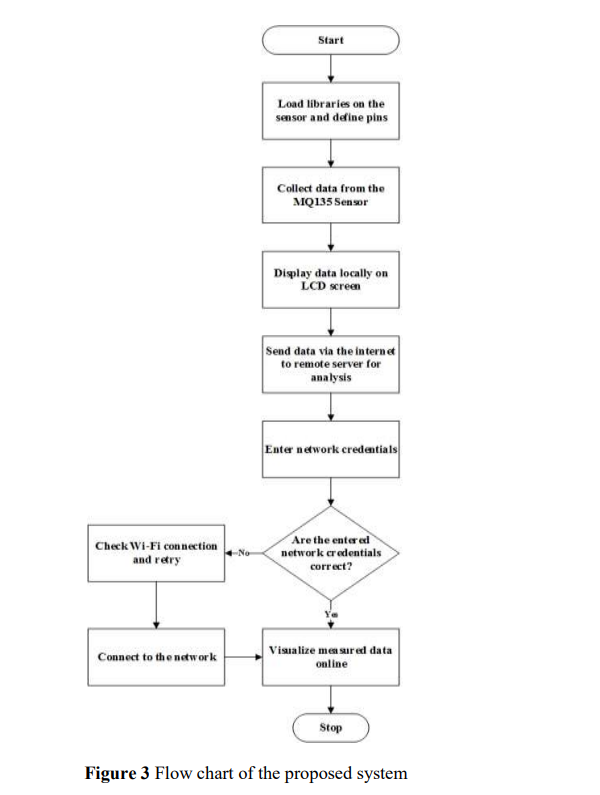 Start
Load libraries on the
sensor and define pins
Collect data from the
MQ135 Sensor
Display data locally on
LCD screen
Send data via the internet
to remote server for
analysis
Enter network credentials
Are the entered
network credentials
correct?
No
Check Wi-Fi connection
and retry
Yes
Connect to the network
Visualize measured data
online
Stop
Figure 3 Flow chart of the proposed system